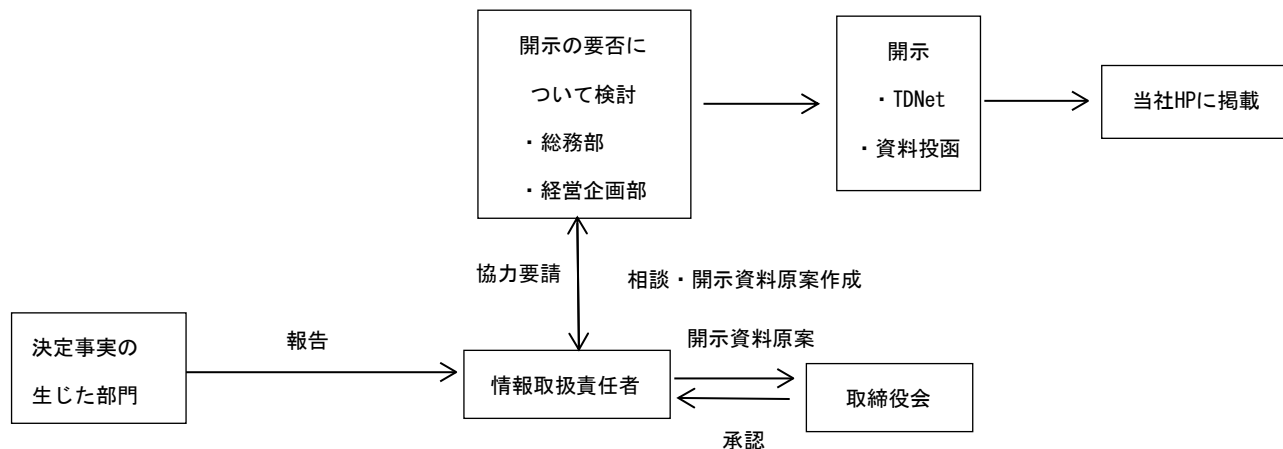 開示の要否に
ついて検討
・総務部
・経営企画部
開示
・TDNet
・資料投函
当社HPに掲載
協力要請
相談・開示資料原案作成
決定事実の
生じた部門
報告
情報取扱責任者
開示資料原案
取締役会
承認